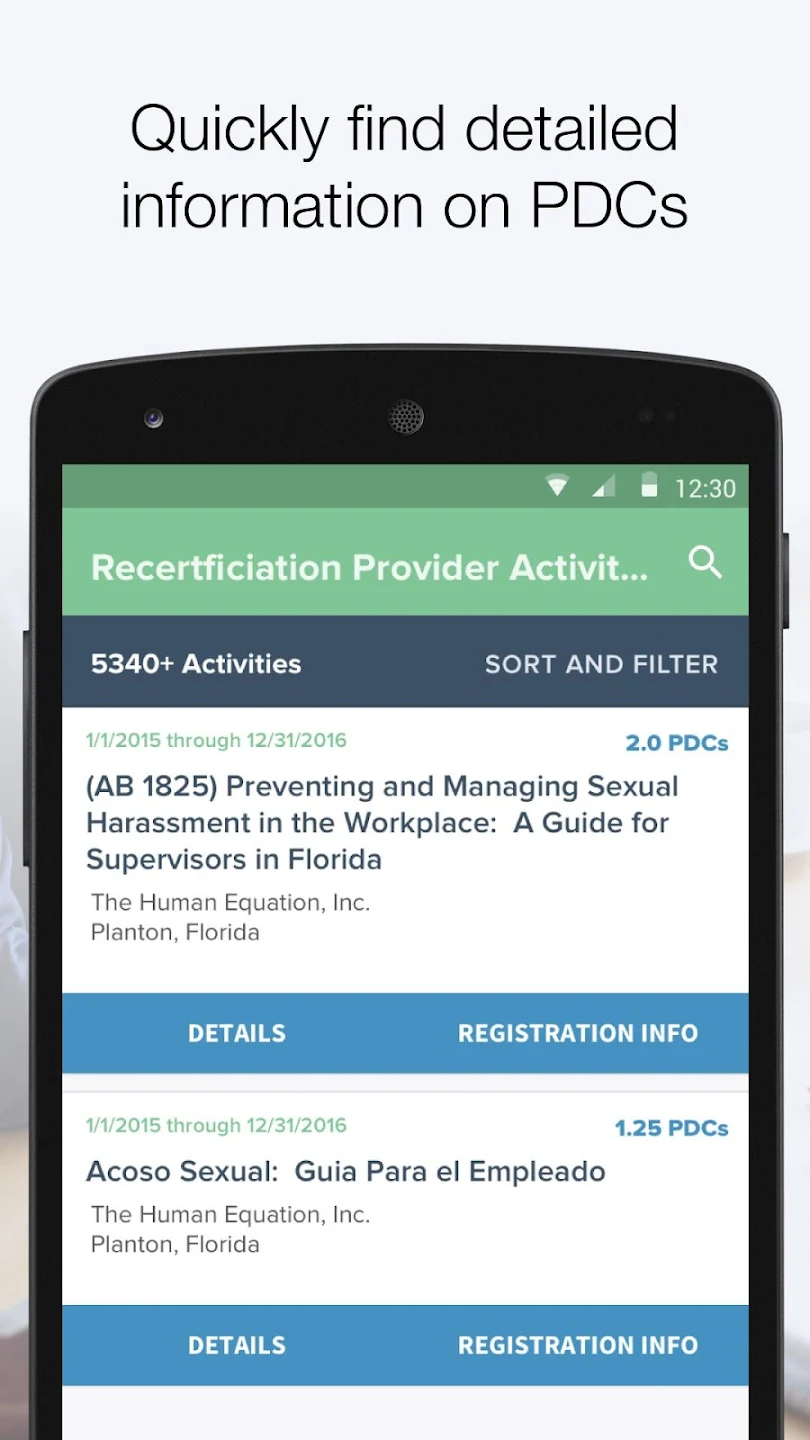 Quickly find detailed
information on PDCs
12:30
Recertficiation Provider Activit...
5340+ Activities
SORT AND FILTER
1/1/2015 through 12/31/2016
2.0 PDCs
(AB 1825) Preventing and Managing Sexual
Harassment in the Workplace:  A Guide for
Supervisors in Florida
The Human Equation, Inc.
Planton, Florida
DETAILS
REGISTRATION INFO
1/1/2015 through 12/31/2016
1.25 PDCs
Acoso Sexual:  Guia Para el Empleado
The Human Equation, Inc.
Planton, Florida
DETAILS
REGISTRATION INFO